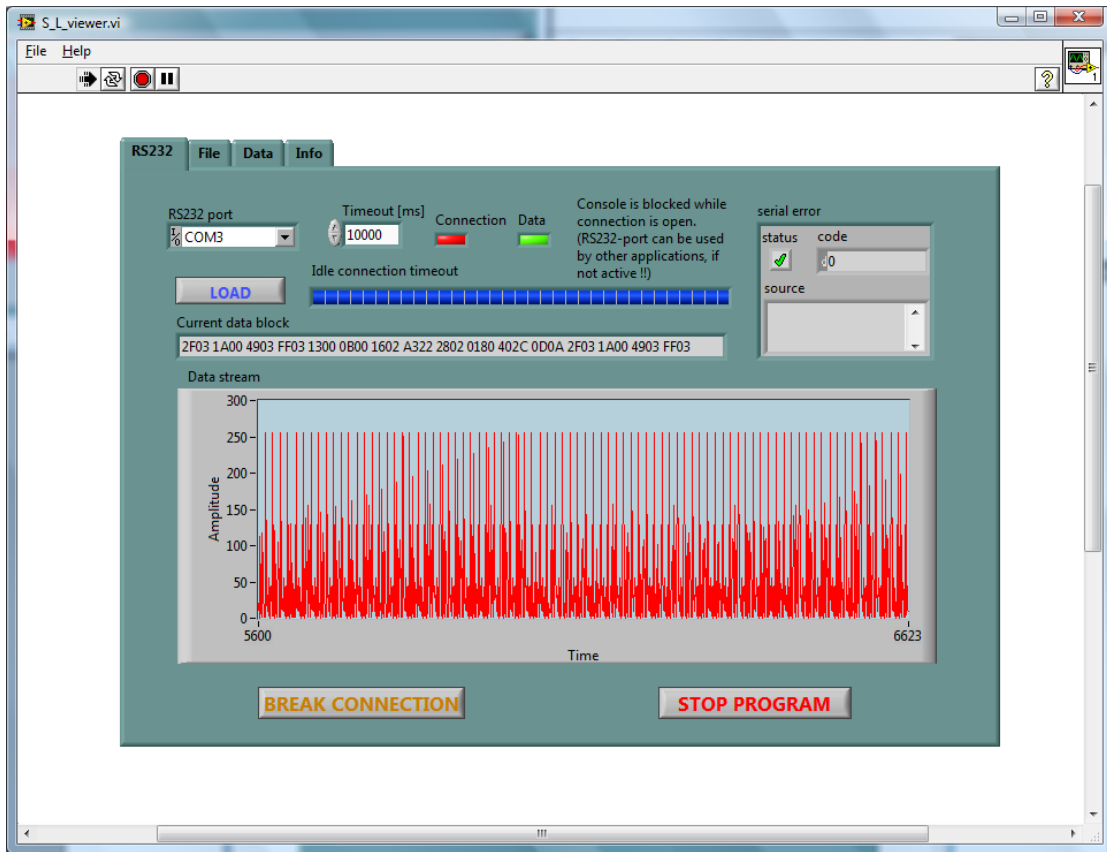 S_L_viewer.vi
File Help
1
RS232 File Data Info
RS232 port
COM3
Timeout [ms]
10000
Connection Data
Console is blocked while
connection is open.
(RS232-port can be used
by other applications, if
not active !!)
serial error
status code
0
source
LOAD
Idle connection timeout
Current data block
2F03 1A00 4903 FF03 1300 0B00 1602 A322 2802 0180 402C 0D0A 2F03 1A00 4903 FF03
Data stream
300
250
200
150
100
50
0
Amplitude
5600 6623
Time
BREAK CONNECTION STOP PROGRAM